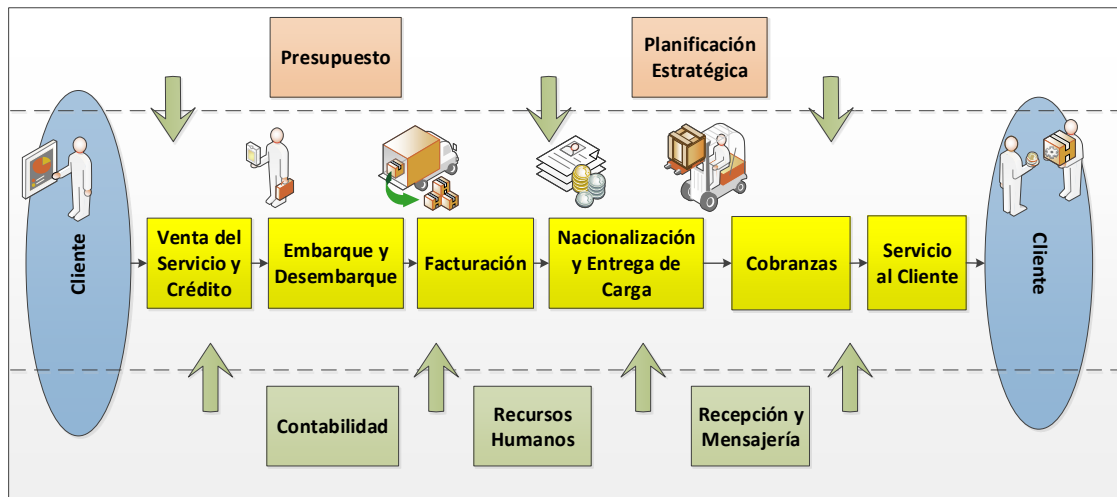 Presupuesto
Planificación
Estratégica
Cliente
Venta del
Servicio y
Crédito
Embarque y
Desembarque
Facturación
Nacionalización
y Entrega de
Carga
Cobranzas
Servicio
al Cliente
Cliente
Contabilidad
Recursos
Humanos
Recepción y
Mensajería